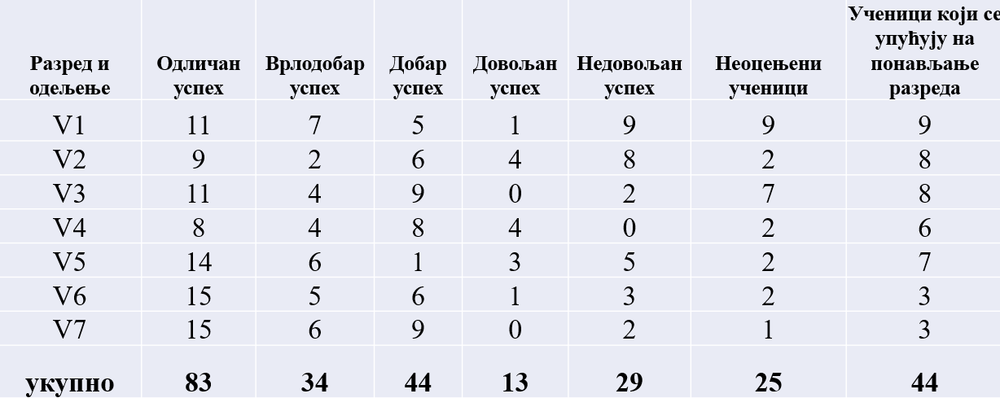 Разред и одељење Одличан успех Врлодобар успех Добар успех Довољан успех Недовољан успех Неоцењени ученици Ученици који се упућују на понављање разреда
V1 11 7 5 1 9 9 9
V2 9 2 6 4 8 2 8
V3 11 4 9 0 2 7 8
V4 8 4 8 4 0 2 6
V5 14 6 1 3 5 2 7
V6 15 5 6 1 3 2 3
V7 15 6 9 0 2 1 3
укупно 83 34 44 13 29 25 44